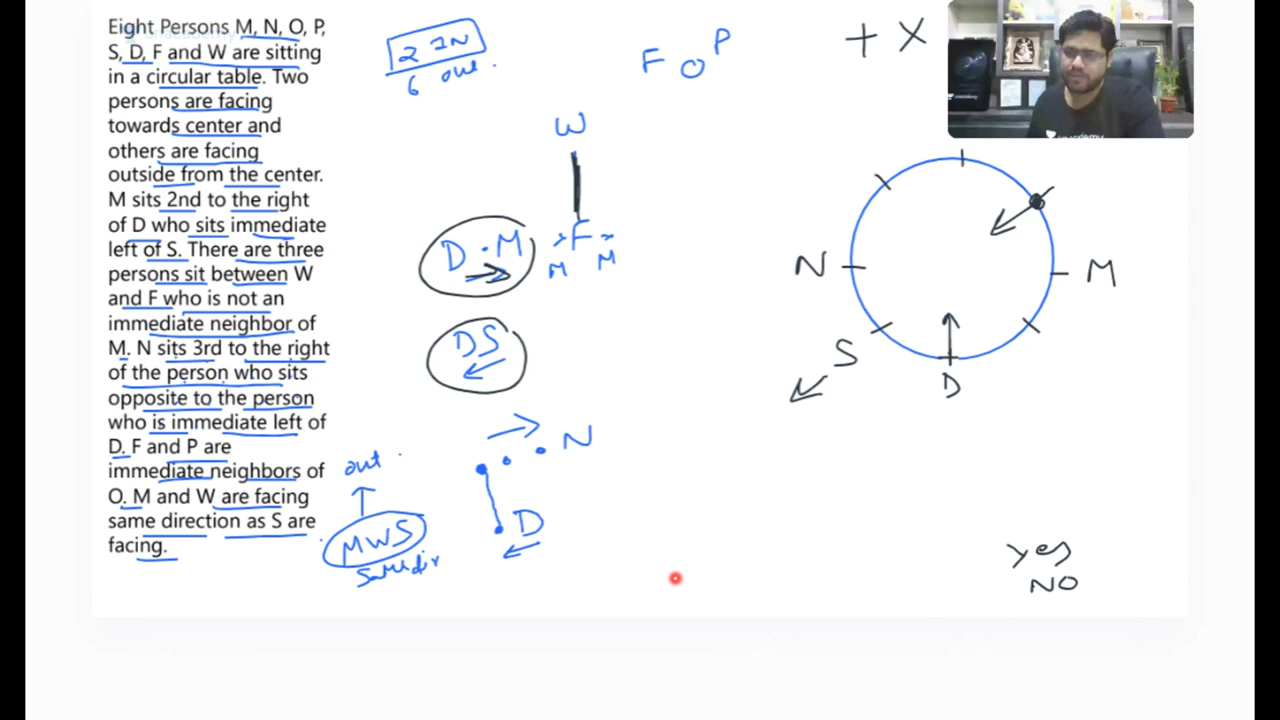 Eight Persons M, N, O, P,
S, D, F and W are sitting
in a circular table. Two
persons are facing
towards center and
others are facing
outside from the center.
M sits 2nd to the right
of D who sits immediate
left of S. There are three
persons sit between W
and F who is not an
immediate neighbor of
M. N sits 3rd to the right
of the person who sits
opposite to the person
who is immediate left of
D. F and P are
immediate neighbors of
O. M and W are facing
same direction as S are
facing.
2 IN
6 out.
F O P
+ X
W
D . M
F
M M
DS
N
D
out.
MWS
Same dir
N
M
S
D
yes
NO